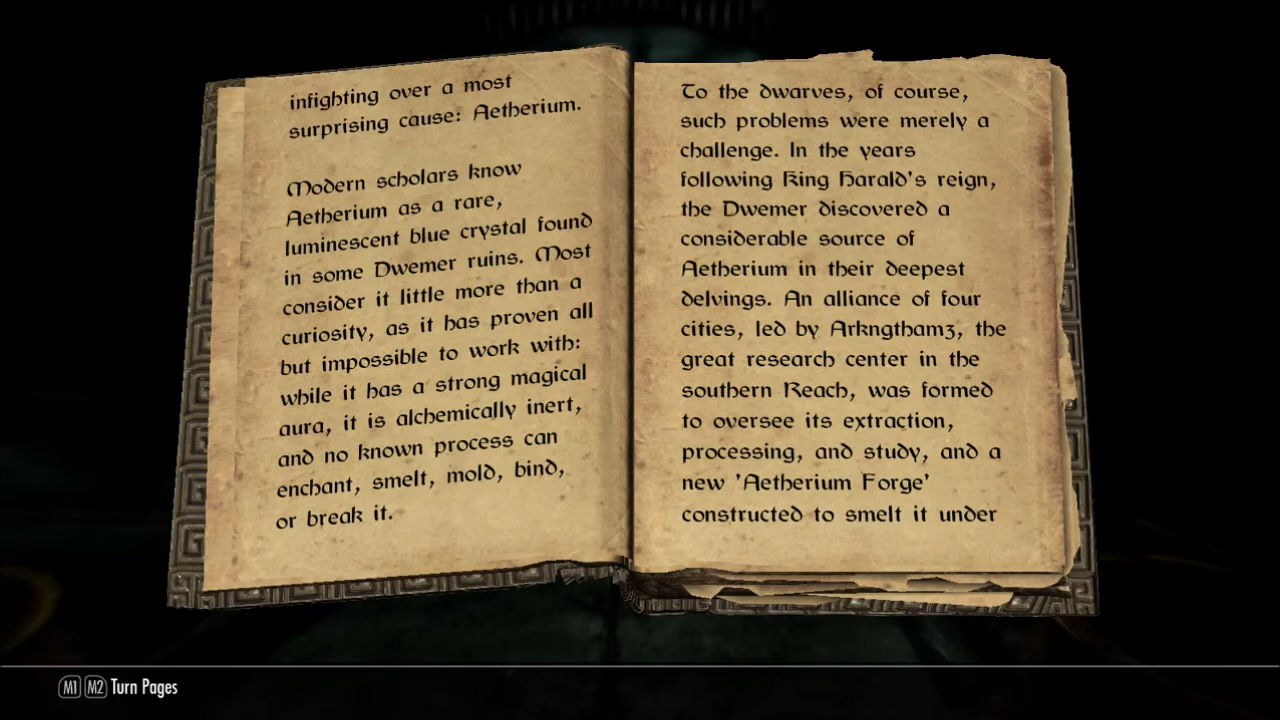 infighting over a most
surprising cause: Aetherium.
Modern scholars know
Aetherium as a rare,
luminescent blue crystal found
in some Dwemer ruins. Most
consider it little more than a
curiosity, as it has proven all
but impossible to work with:
while it has a strong magical
aura, it is alchemically inert,
and no known process can
enchant, smelt, mold, bind,
or break it.
To the dwarves, of course,
such problems were merely a
challenge. In the years
following King Harald's reign,
the Dwemer discovered a
considerable source of
Aetherium in their deepest
delvings. An alliance of four
cities, led by Arkngthamz, the
great research center in the
southern Reach, was formed
to oversee its extraction,
processing, and study, and a
new 'Aetherium Forge'
constructed to smelt it under
M1 M2 Turn Pages